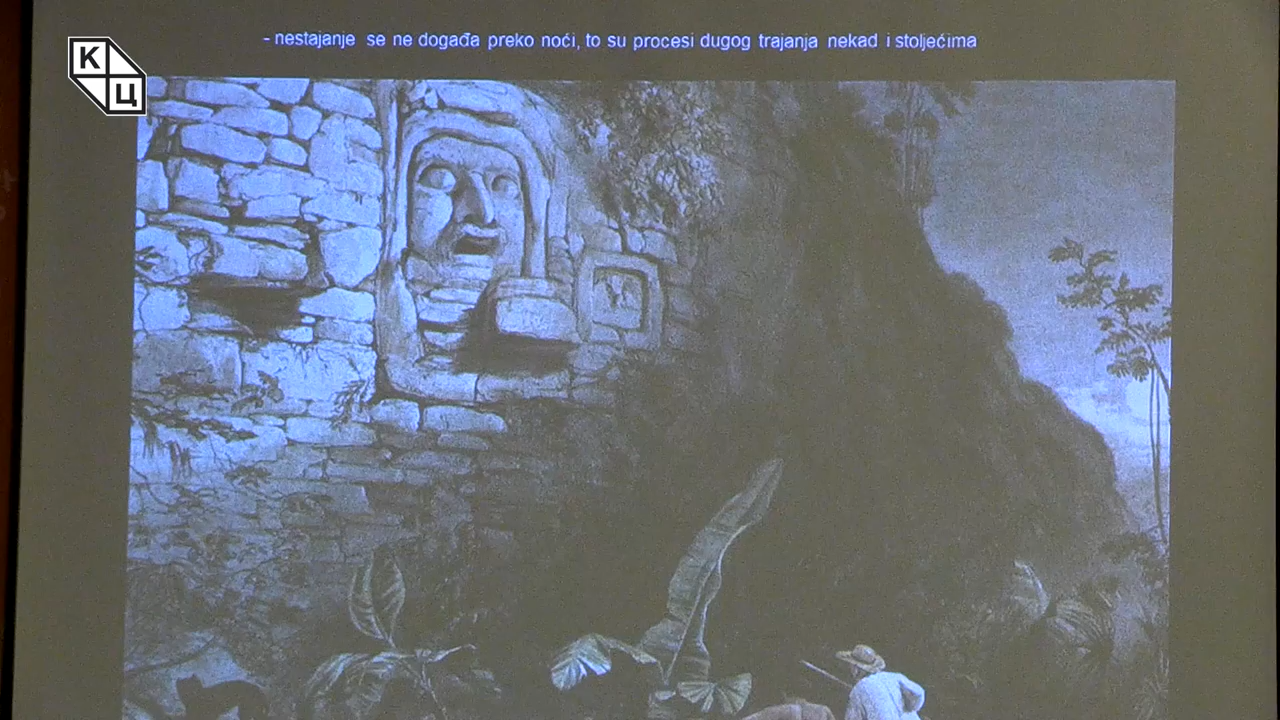 - nestajanje se ne događa preko noći, to su procesi dugog trajanja nekad i stoljećima
К
Ц